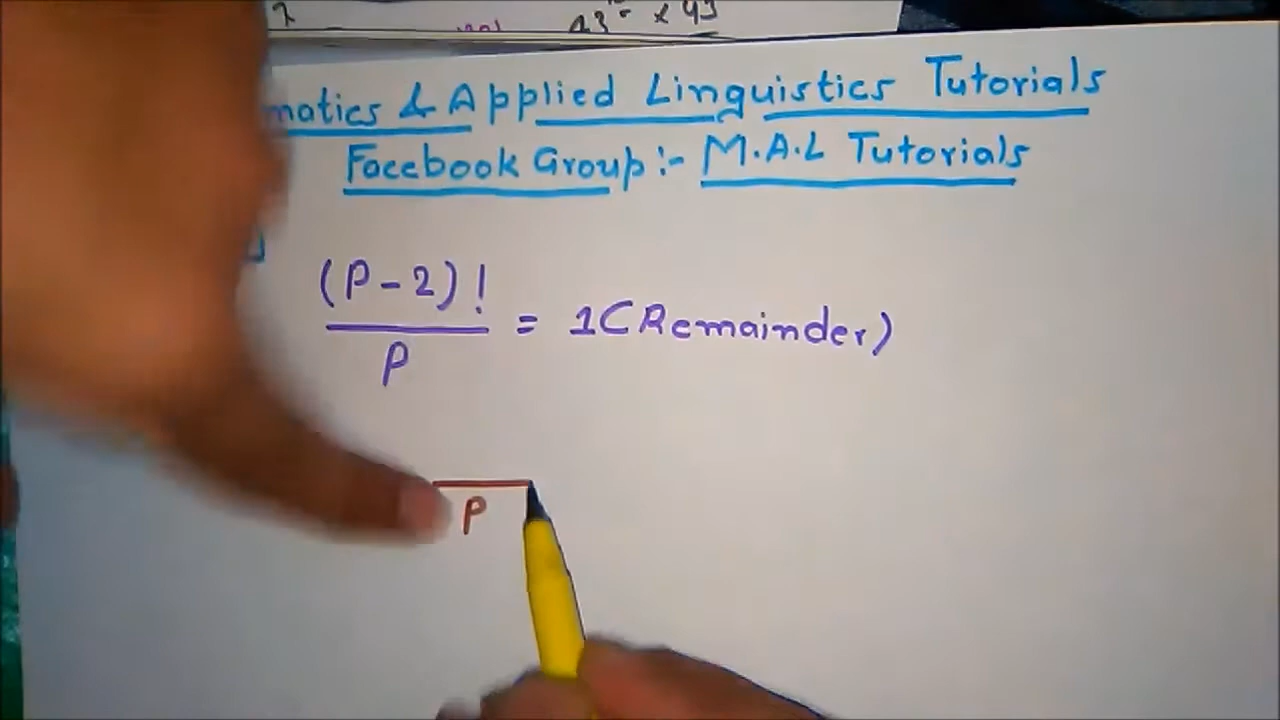 matics & Applied Linguistics Tutorials
Facebook Group :- M.A.L Tutorials
(P-2)!
P
= 1(Remainder)
P